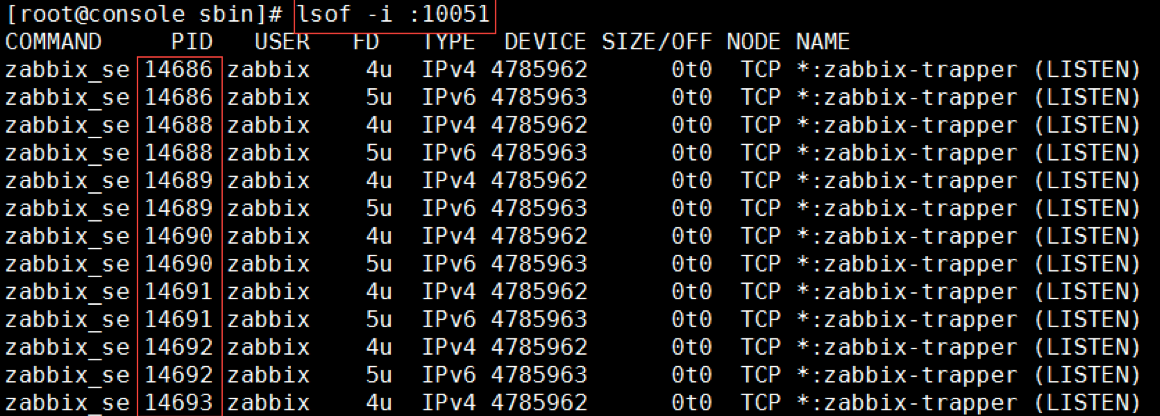 [root@console sbin]# lsof -i :10051
COMMAND     PID   USER   FD   TYPE  DEVICE SIZE/OFF NODE NAME
zabbix_se 14686 zabbix    4u  IPv4 4785962      0t0  TCP *:zabbix-trapper (LISTEN)
zabbix_se 14686 zabbix    5u  IPv6 4785963      0t0  TCP *:zabbix-trapper (LISTEN)
zabbix_se 14688 zabbix    4u  IPv4 4785962      0t0  TCP *:zabbix-trapper (LISTEN)
zabbix_se 14688 zabbix    5u  IPv6 4785963      0t0  TCP *:zabbix-trapper (LISTEN)
zabbix_se 14689 zabbix    4u  IPv4 4785962      0t0  TCP *:zabbix-trapper (LISTEN)
zabbix_se 14689 zabbix    5u  IPv6 4785963      0t0  TCP *:zabbix-trapper (LISTEN)
zabbix_se 14690 zabbix    4u  IPv4 4785962      0t0  TCP *:zabbix-trapper (LISTEN)
zabbix_se 14690 zabbix    5u  IPv6 4785963      0t0  TCP *:zabbix-trapper (LISTEN)
zabbix_se 14691 zabbix    4u  IPv4 4785962      0t0  TCP *:zabbix-trapper (LISTEN)
zabbix_se 14691 zabbix    5u  IPv6 4785963      0t0  TCP *:zabbix-trapper (LISTEN)
zabbix_se 14692 zabbix    4u  IPv4 4785962      0t0  TCP *:zabbix-trapper (LISTEN)
zabbix_se 14692 zabbix    5u  IPv6 4785963      0t0  TCP *:zabbix-trapper (LISTEN)
zabbix_se 14693 zabbix    4u  IPv4 4785962      0t0  TCP *:zabbix-trapper (LISTEN)